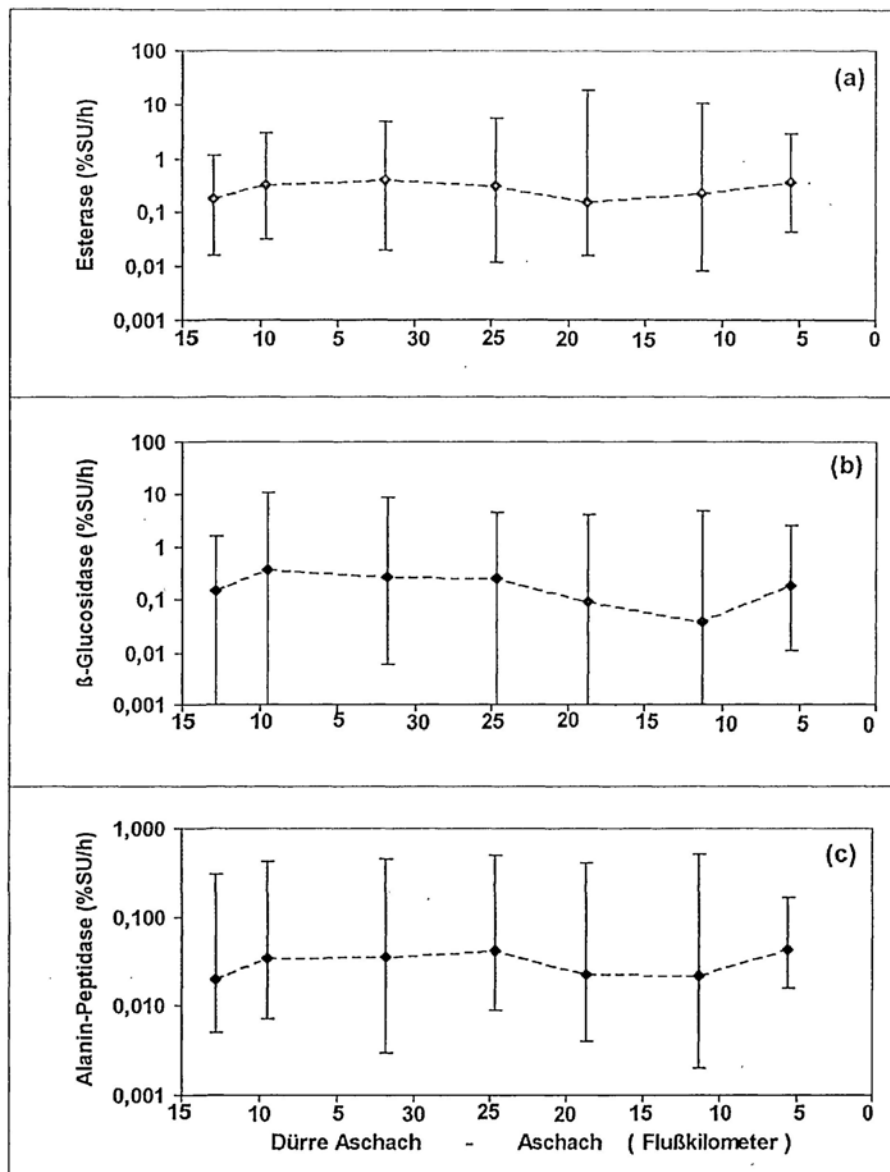 (a)
Esterase (%SU/h)
100
10
1
0,1
0,01
0,001
15 10 5 30 25 20 15 10 5 0
(b)
ß-Glucosidase (%SU/h)
100
10
1
0,1
0,01
0,001
15 10 5 30 25 20 15 10 5 0
(c)
Alanin-Peptidase (%SU/h)
1,000
0,100
0,010
0,001
15 10 5 30 25 20 15 10 5 0
Dürre Aschach - Aschach ( Flußkilometer )